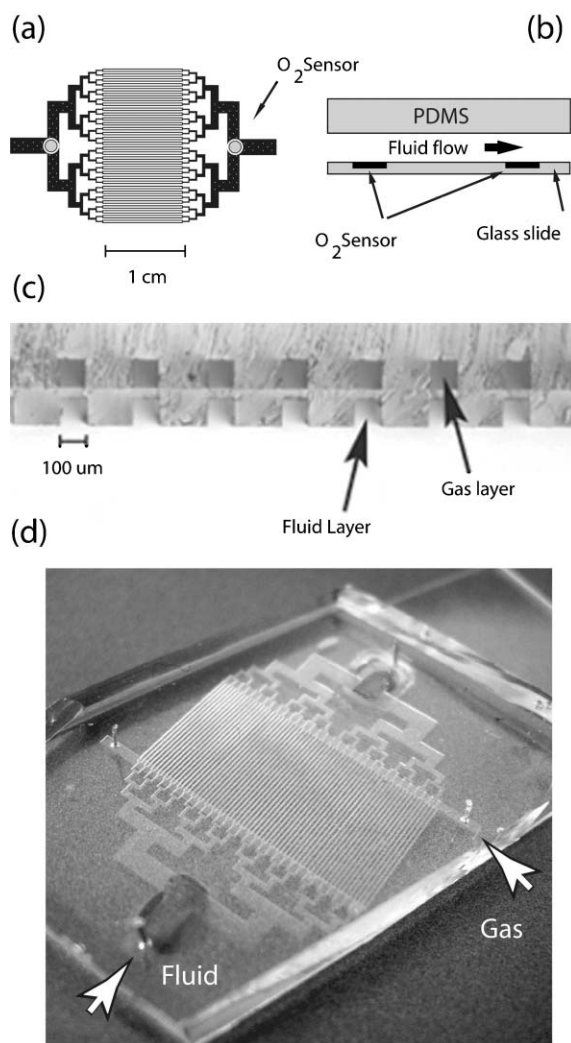 (a)
(b)
O2Sensor
PDMS
Fluid flow
O2Sensor
Glass slide
1 cm
(c)
100 um
Gas layer
Fluid Layer
(d)
Gas
Fluid